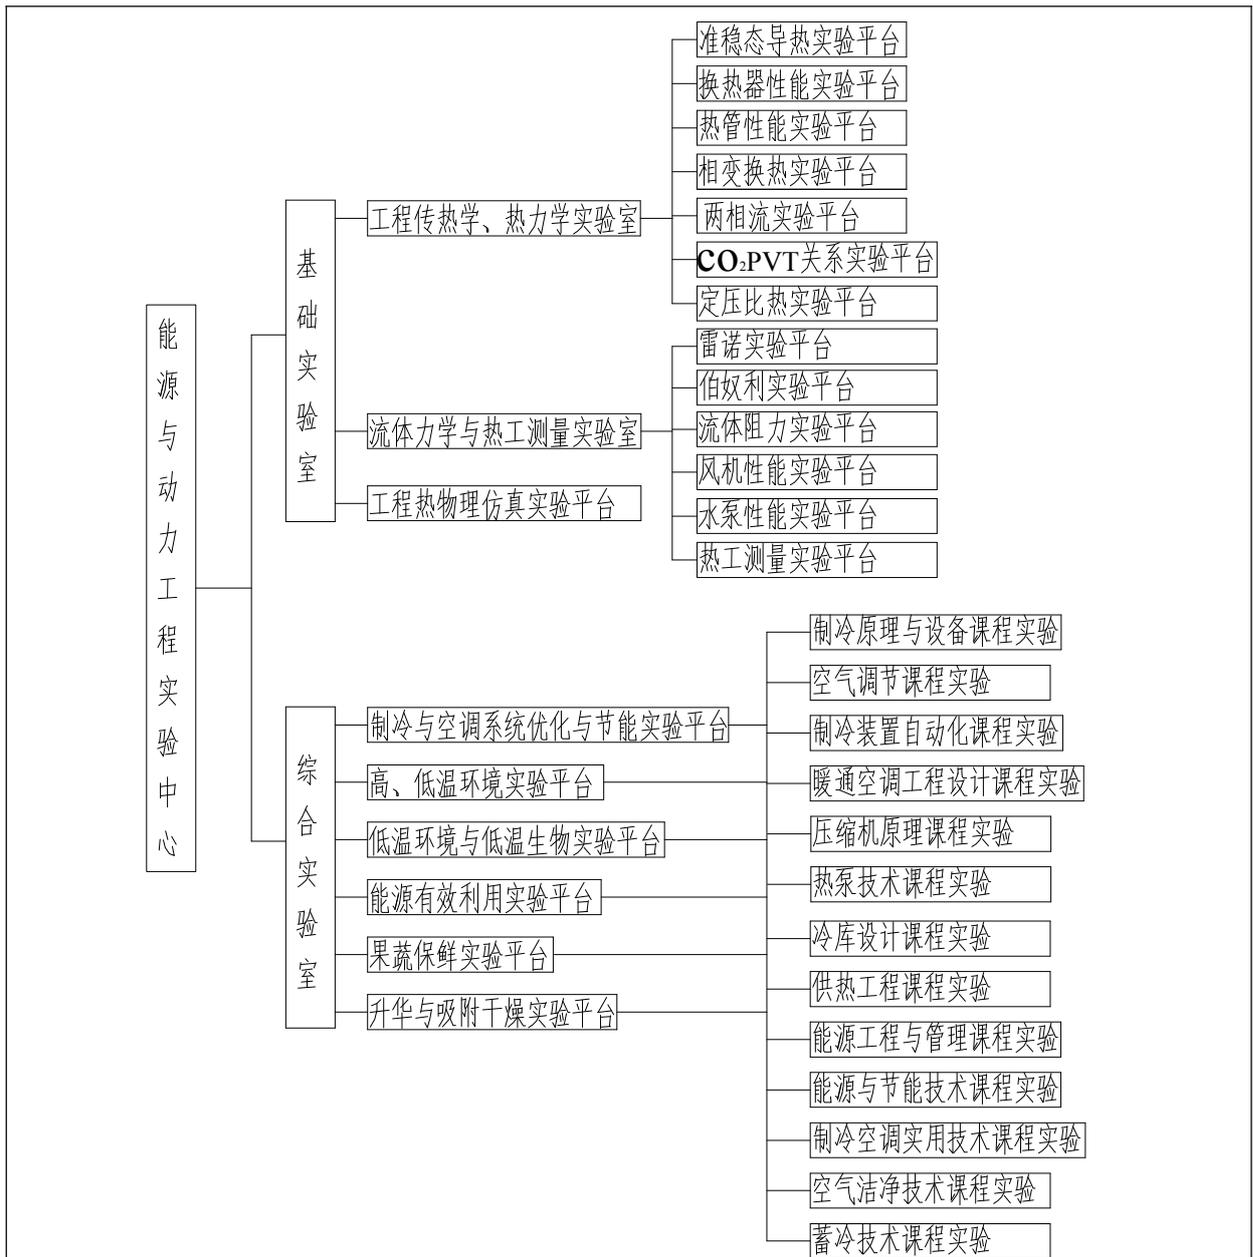 能源与动力工程实验中心
基础实验室
工程传热学、热力学实验室
准稳态导热实验平台
换热器性能实验平台
热管性能实验平台
相变换热实验平台
两相流实验平台
CO₂PVT关系实验平台
定压比热实验平台
流体力学与热工测量实验室
雷诺实验平台
伯奴利实验平台
流体阻力实验平台
风机性能实验平台
水泵性能实验平台
热工测量实验平台
工程热物理仿真实验平台
综合实验室
制冷与空调系统优化与节能实验平台
高、低温环境实验平台
低温环境与低温生物实验平台
能源有效利用实验平台
果蔬保鲜实验平台
升华与吸附干燥实验平台
制冷原理与设备课程实验
空气调节课程实验
制冷装置自动化课程实验
暖通空调工程设计课程实验
压缩机原理课程实验
热泵技术课程实验
冷库设计课程实验
供热工程课程实验
能源工程与管理课程实验
能源与节能技术课程实验
制冷空调实用技术课程实验
空气洁净技术课程实验
蓄冷技术课程实验